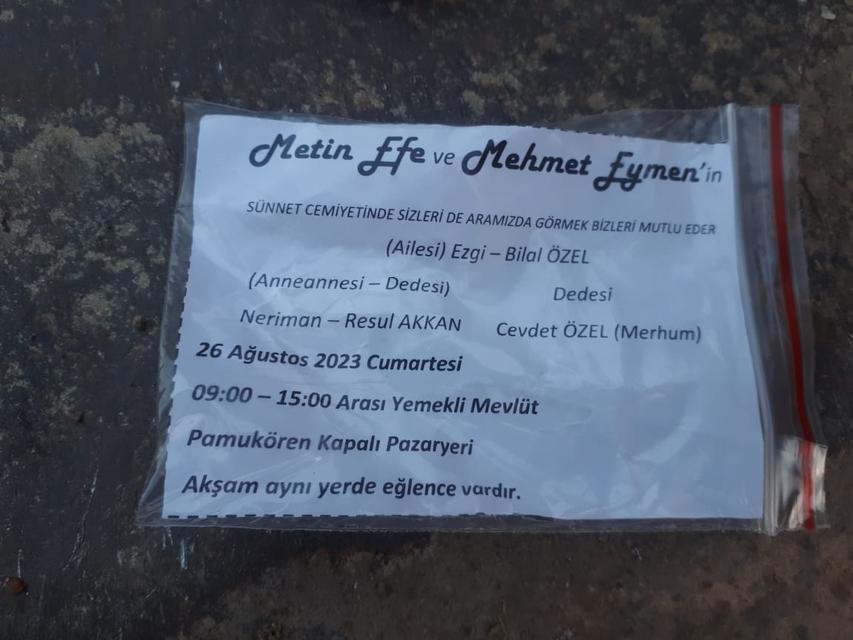 Metin Efe ve Mehmet Eymen'in
SÜNNET CEMİYETİNDE SİZLERİ DE ARAMIZDA GÖRMEK BİZLERİ MUTLU EDER
(Ailesi) Ezgi – Bilal ÖZEL
(Anneannesi – Dedesi) Dedesi
Neriman – Resul AKKAN Cevdet ÖZEL (Merhum)
26 Ağustos 2023 Cumartesi
09:00 – 15:00 Arası Yemekli Mevlüt
Pamukören Kapalı Pazaryeri
Akşam aynı yerde eğlence vardır.